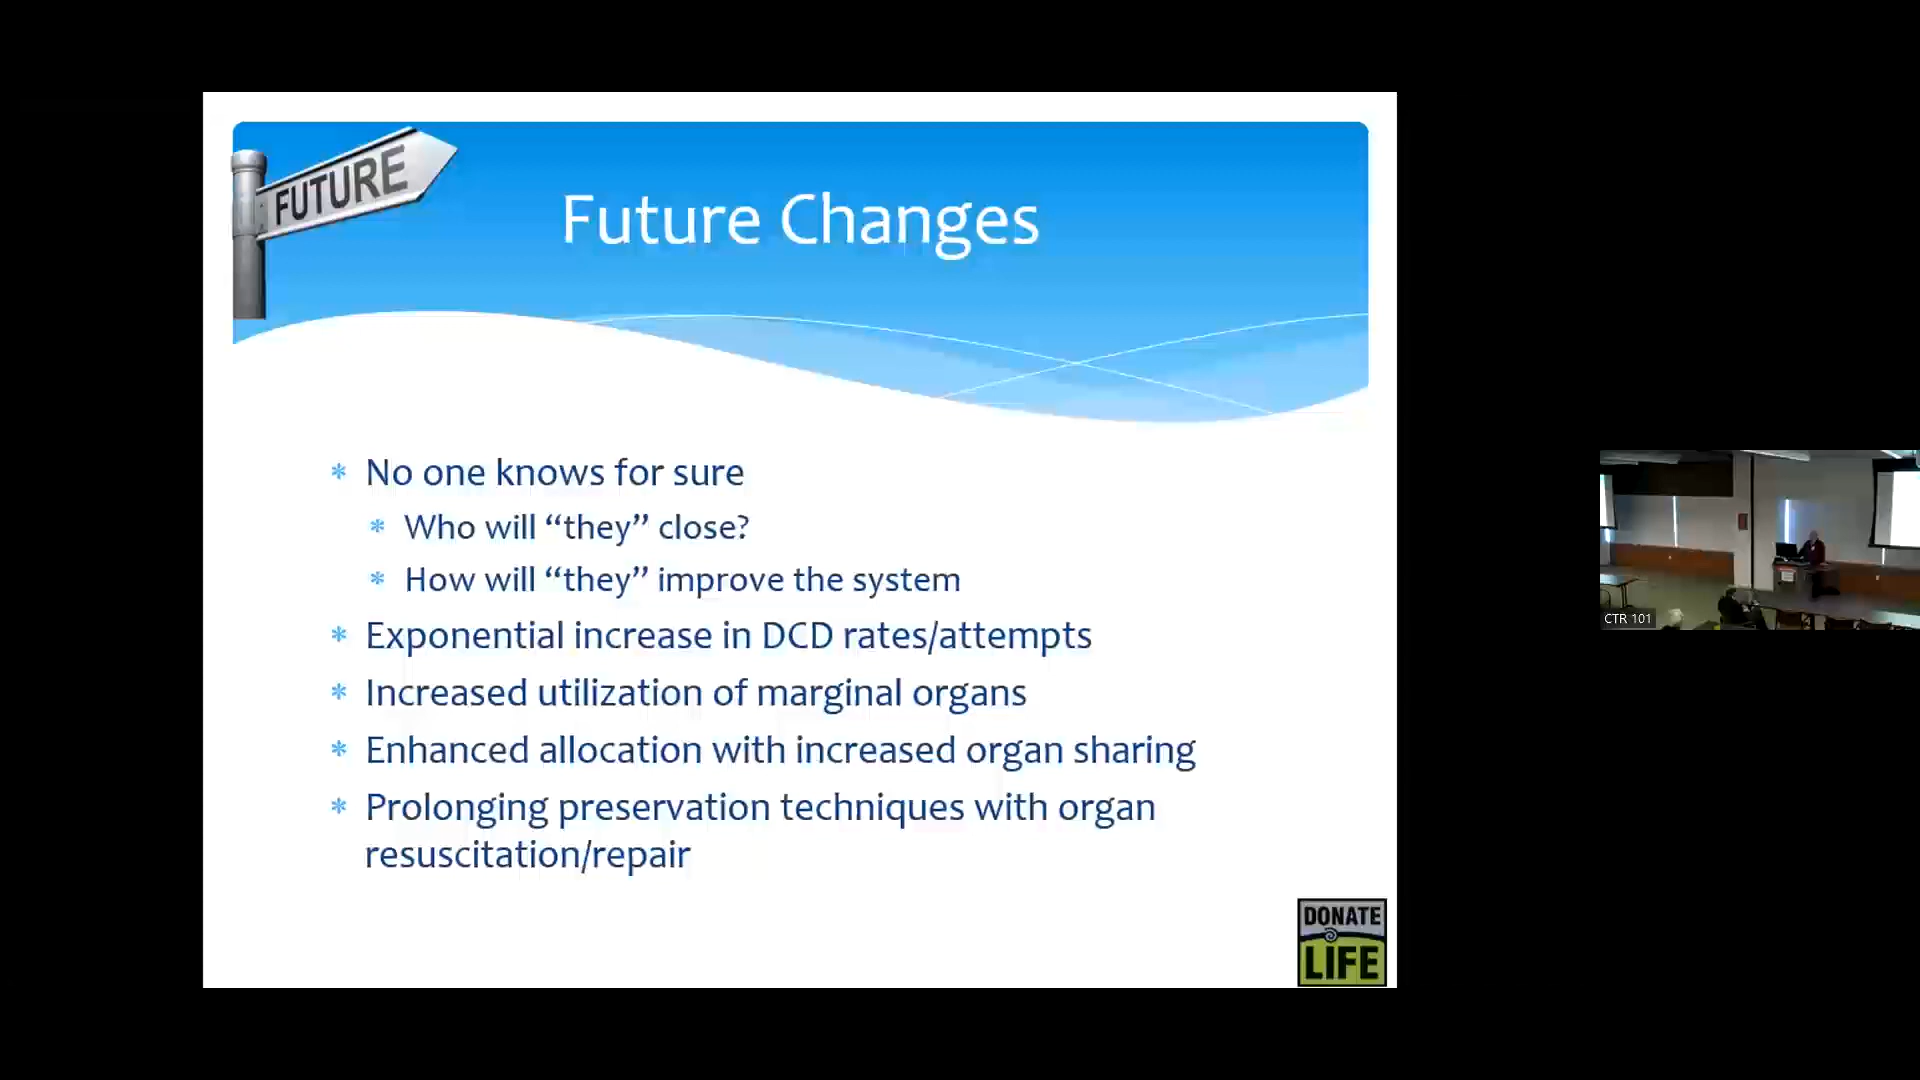 FUTURE
Future Changes
No one knows for sure
Who will “they” close?
How will “they” improve the system
Exponential increase in DCD rates/attempts
Increased utilization of marginal organs
Enhanced allocation with increased organ sharing
Prolonging preservation techniques with organ
resuscitation/repair
DONATE
LIFE
CTR 101